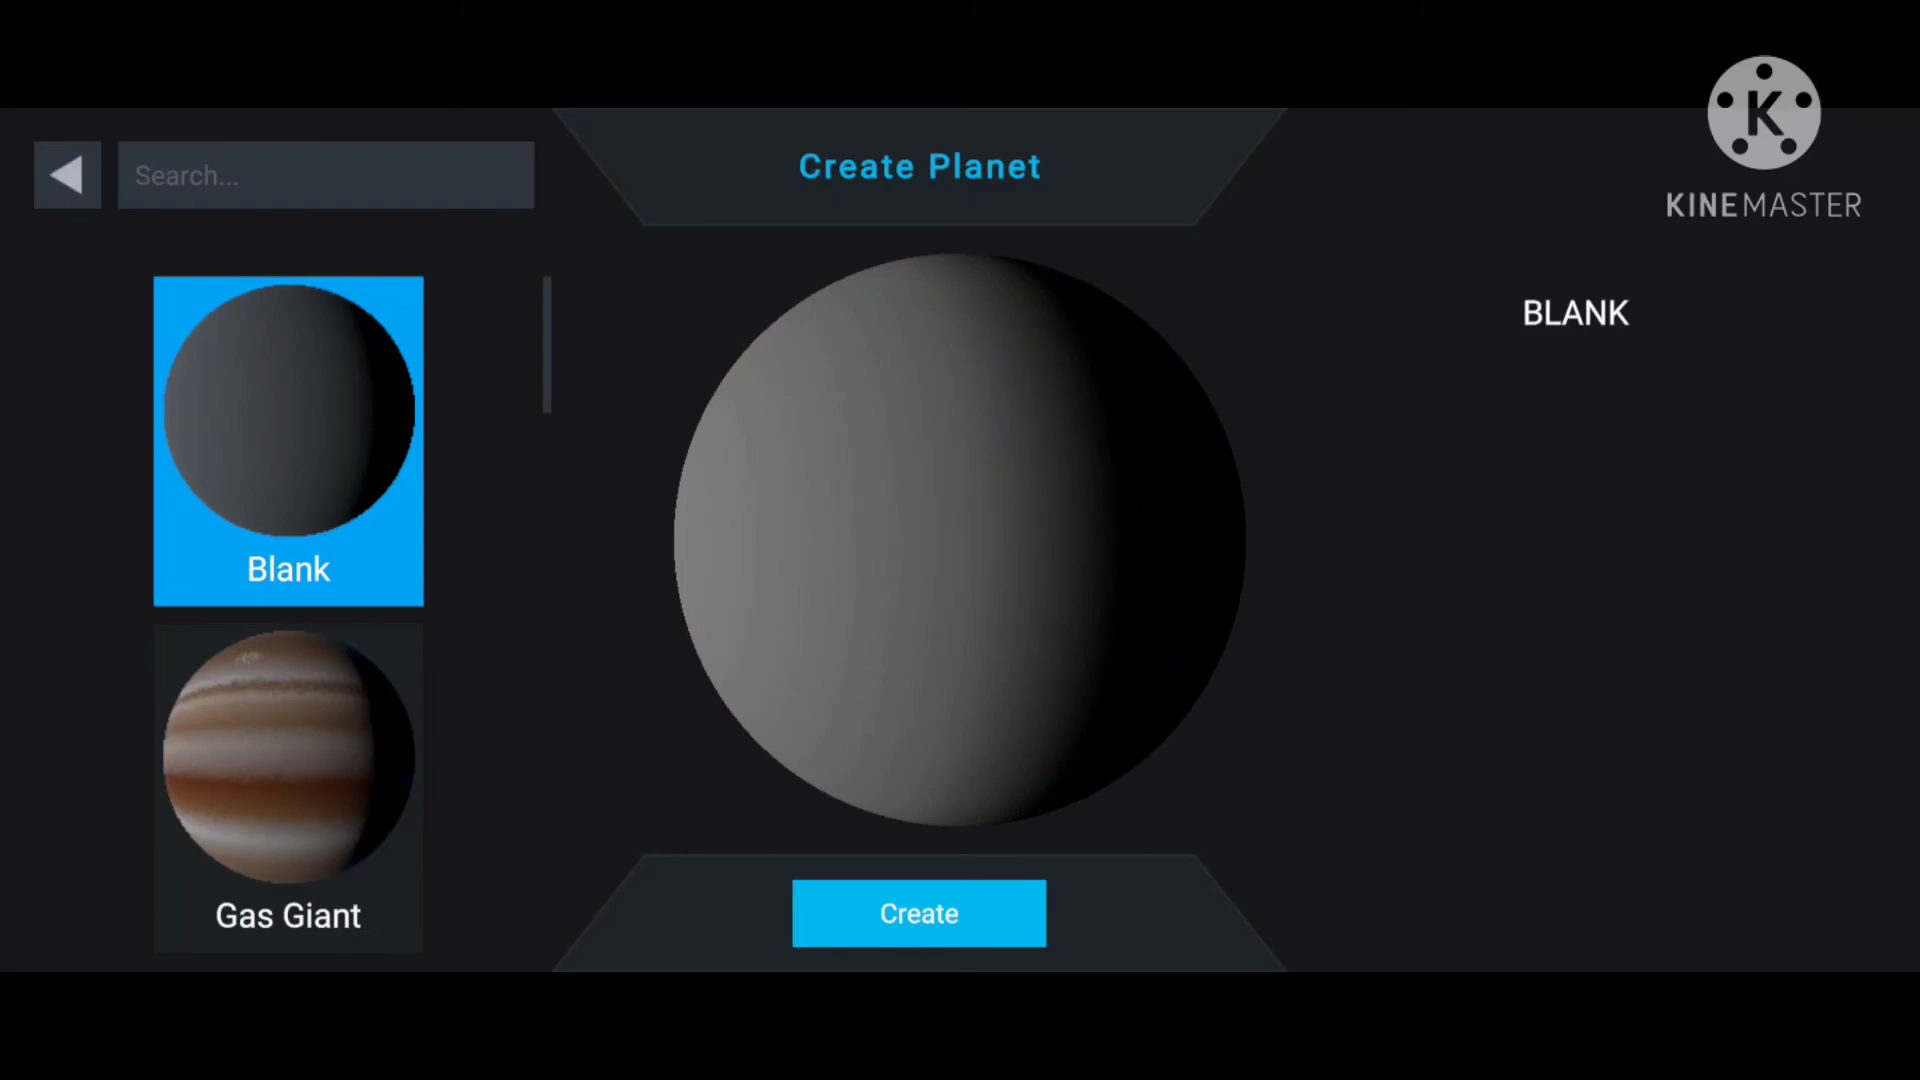 Search...
Create Planet
K
KINEMASTER
BLANK
Blank
Gas Giant
Create